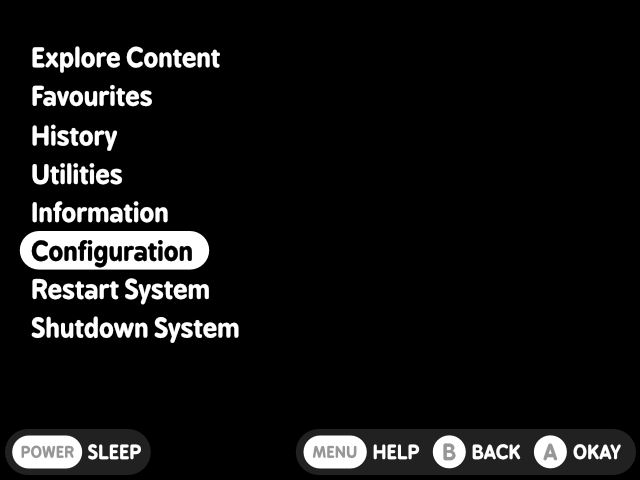 Explore Content
Favourites
History
Utilities
Information
Configuration
Restart System
Shutdown System
POWER SLEEP MENU HELP B BACK A OKAY